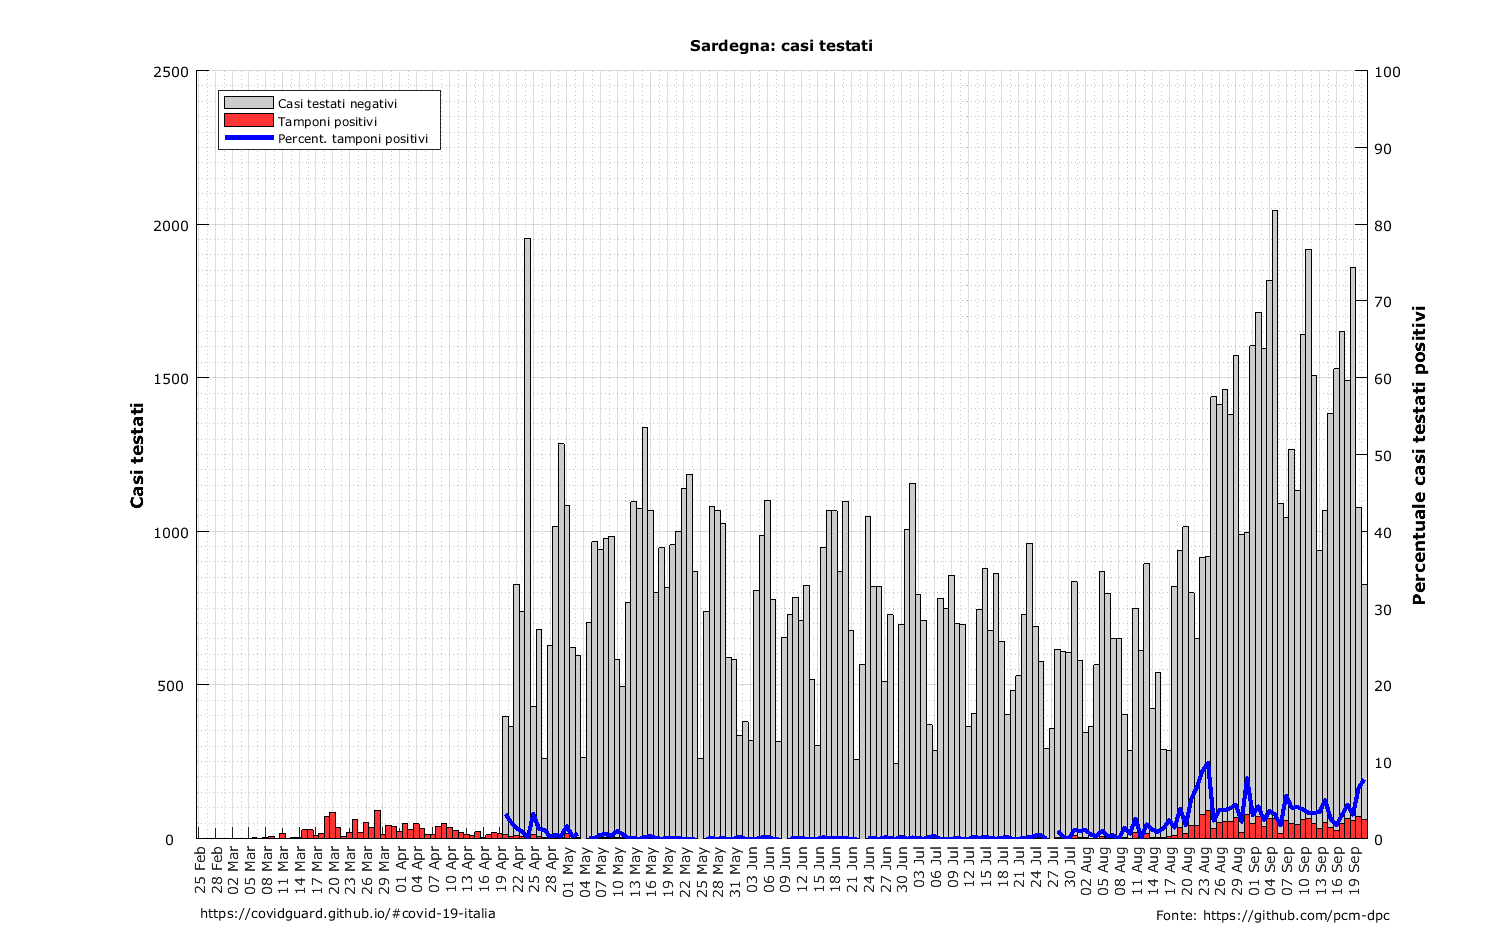 Sardegna: casi testati
2500
2000
1500
1000
500
0
Casi testati
Casi testati negativi
Tamponi positivi
Percent. tamponi positivi
100
90
80
70
60
50
40
30
20
10
0
Percentuale casi testati positivi
25 Feb
28 Feb
02 Mar
05 Mar
08 Mar
11 Mar
14 Mar
17 Mar
20 Mar
23 Mar
26 Mar
29 Mar
01 Apr
04 Apr
07 Apr
10 Apr
13 Apr
16 Apr
19 Apr
22 Apr
25 Apr
28 Apr
01 May
04 May
07 May
10 May
13 May
16 May
19 May
22 May
25 May
28 May
31 May
03 Jun
06 Jun
09 Jun
12 Jun
15 Jun
18 Jun
21 Jun
24 Jun
27 Jun
30 Jun
03 Jul
06 Jul
09 Jul
12 Jul
15 Jul
18 Jul
21 Jul
24 Jul
27 Jul
30 Jul
02 Aug
05 Aug
08 Aug
11 Aug
14 Aug
17 Aug
20 Aug
23 Aug
26 Aug
29 Aug
01 Sep
04 Sep
07 Sep
10 Sep
13 Sep
16 Sep
19 Sep
https://covidguard.github.io/#covid-19-italia
Fonte: https://github.com/pcm-dpc